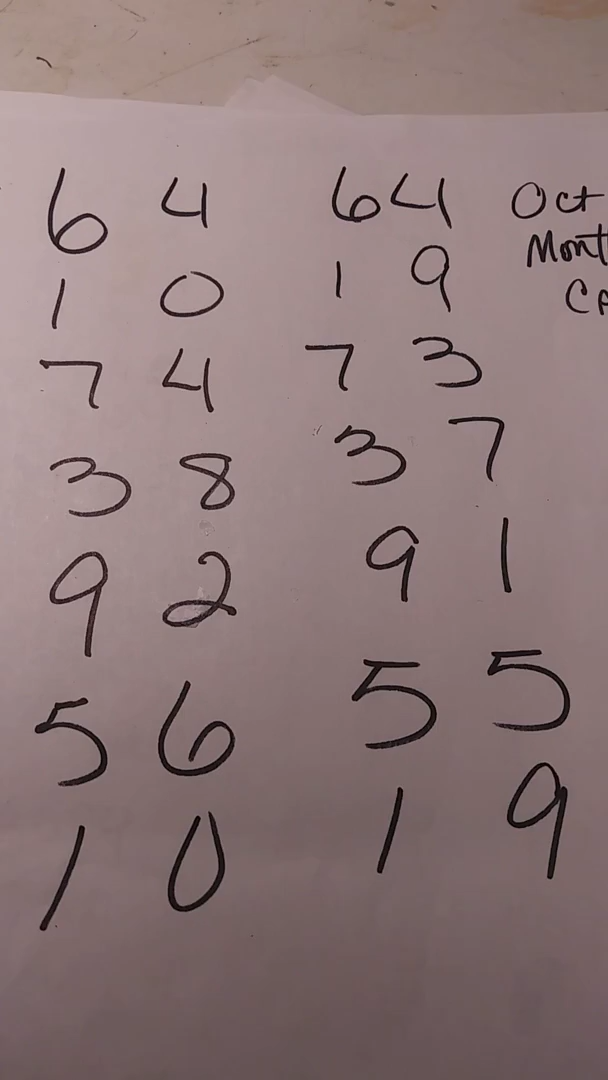 6 4 64 Oct
1 0 1 9 Mont
7 4 7 3
3 8 3 7
9 2 9 1
5 6 5 5
1 0 1 9